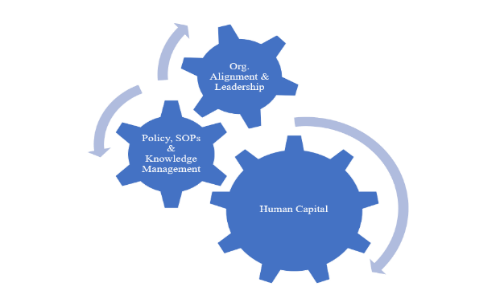 Org.
Alignment &
Leadership
Policy, SOPs
&
Knowledge
Management
Human Capital